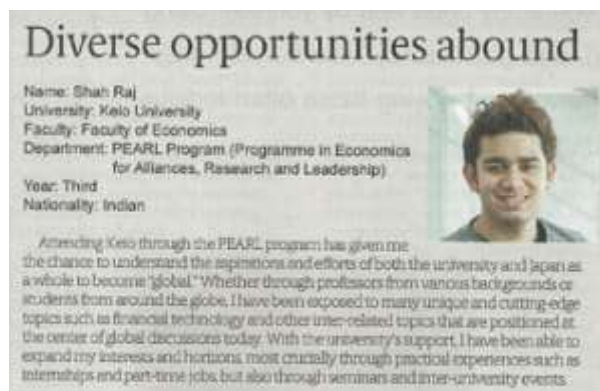 Diverse opportunities abound
Name: Shah Raj
University: Keio University
Faculty: Faculty of Economics
Department: PEARL Program (Programme in Economics
for Alliances, Research and Leadership)
Year: Third
Nationality: Indian
Attending Keio through the PEARL program has given me
the chance to understand the aspirations and efforts of both the university and Japan as
a whole to become "global." Whether through professors from various backgrounds or
students from around the globe, I have been exposed to many unique and cutting-edge
topics such as financial technology and other inter-related topics that are positioned at
the center of global discussions today. With the university's support, I have been able to
expand my interests and horizons, most crucially through practical experiences such as
internships and part-time jobs, but also through seminars and inter-university events.